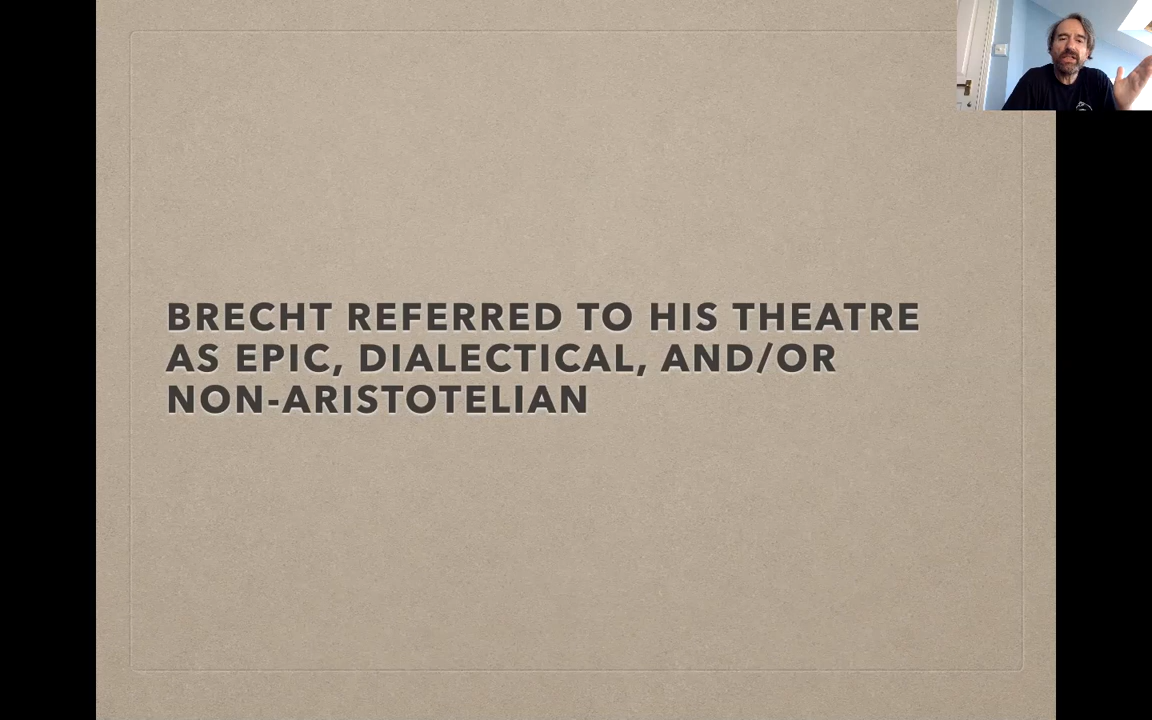 BRECHT REFERRED TO HIS THEATRE
AS EPIC, DIALECTICAL, AND/OR
NON-ARISTOTELIAN